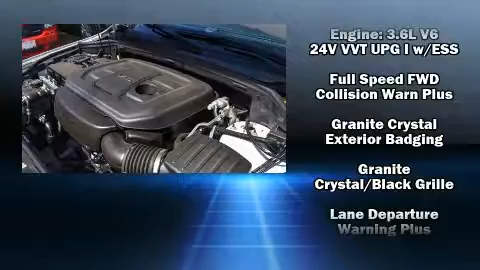 Engine: 3.6L V6
24V VVT UPG I w/ESS
Full Speed FWD
Collision Warn Plus
Granite Crystal
Exterior Badging
Granite
Crystal/Black Grille
Lane Departure
Warning Plus